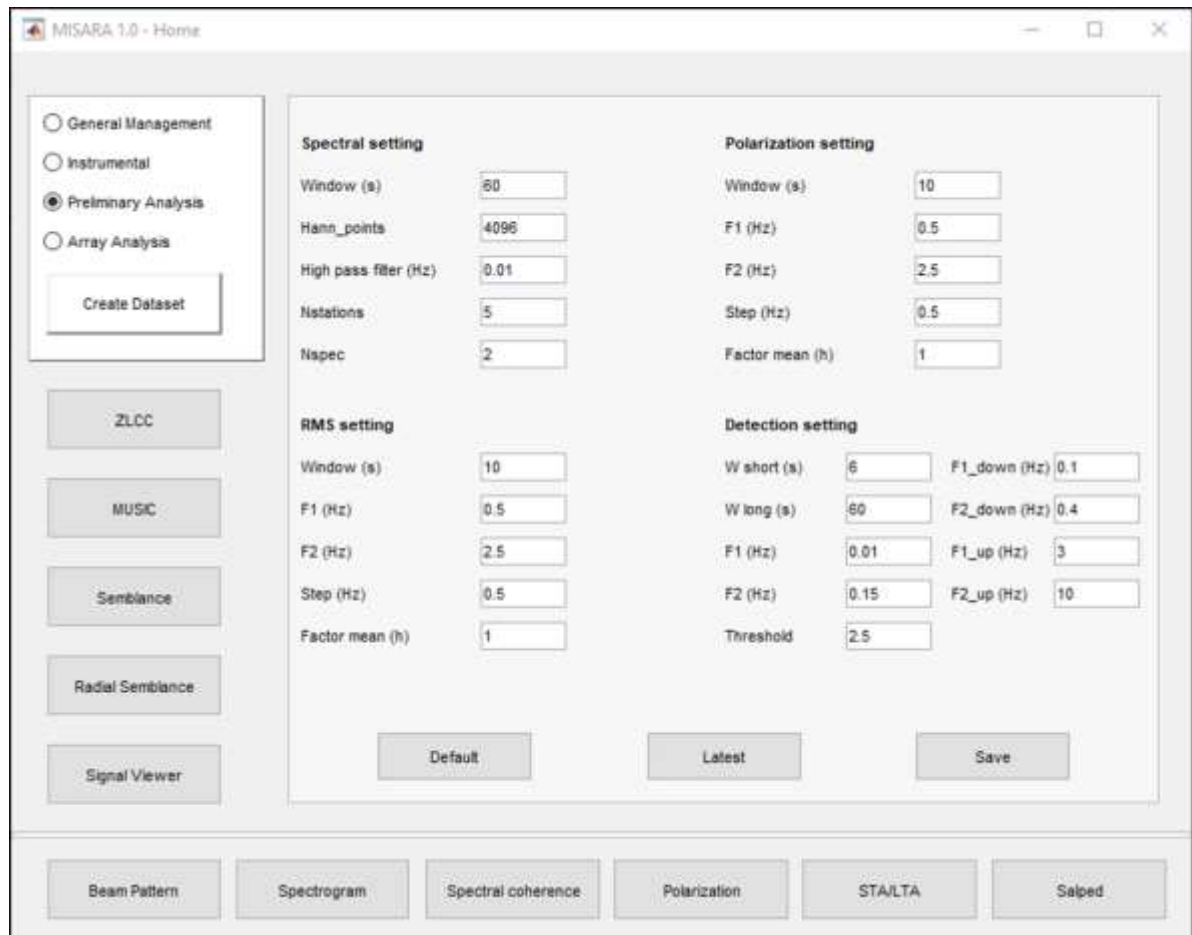 MISARA 1.0 - Home
General Management
Instrumental
Preliminary Analysis
Array Analysis
Create Dataset
ZLCC
MUSIC
Semblance
Radial Semblance
Signal Viewer
Spectral setting
Window (s) 60
Hann_points 4096
High pass filter (Hz) 0.01
Nstations 5
Nspec 2
Polarization setting
Window (s) 10
F1 (Hz) 0.5
F2 (Hz) 2.5
Step (Hz) 0.5
Factor mean (h) 1
RMS setting
Window (s) 10
F1 (Hz) 0.5
F2 (Hz) 2.5
Step (Hz) 0.5
Factor mean (h) 1
Detection setting
W short (s) 6 F1_down (Hz) 0.1
W long (s) 60 F2_down (Hz) 0.4
F1 (Hz) 0.01 F1_up (Hz) 3
F2 (Hz) 0.15 F2_up (Hz) 10
Threshold 2.5
Default Latest Save
Beam Pattern Spectrogram Spectral coherence Polarization STA/LTA Salped